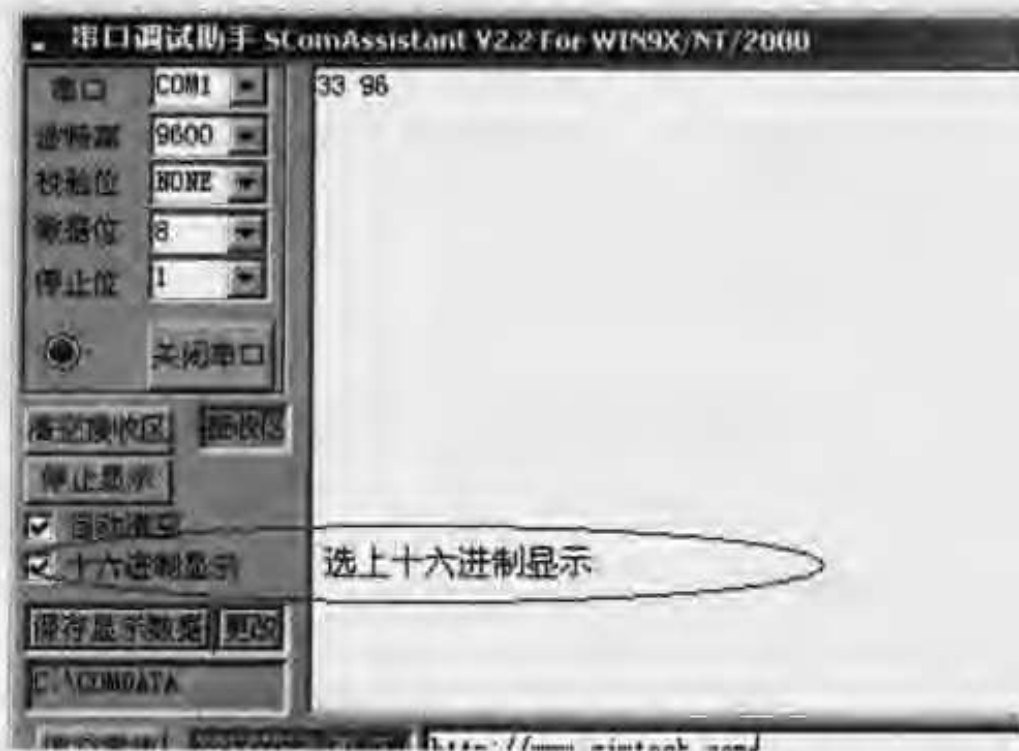 串口调试助手 SComAssistant V2.2 For WIN9X/NT/2000
串口 COM1
波特率 9600
校验位 NONE
数据位 8
停止位 1
关闭串口
清空接收区 接收区
停止显示
自动清空
十六进制显示
保存显示数据 更改
C:\COMDATA
33 96
选上十六进制显示